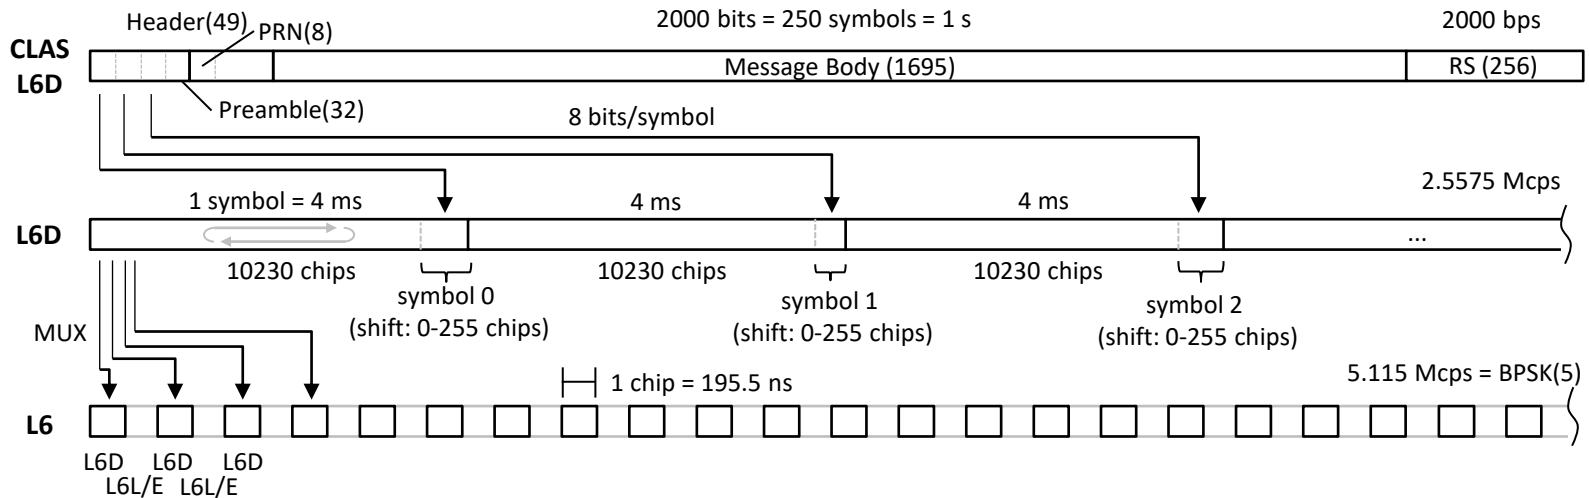 Header(49)
PRN(8)
2000 bits = 250 symbols = 1 s
2000 bps
CLAS
L6D
Message Body (1695)
RS (256)
Preamble(32)
8 bits/symbol
2.5575 Mcps
1 symbol = 4 ms
4 ms
4 ms
L6D
...
10230 chips
10230 chips
10230 chips
symbol 0
(shift: 0-255 chips)
symbol 1
(shift: 0-255 chips)
symbol 2
(shift: 0-255 chips)
MUX
1 chip = 195.5 ns
5.115 Mcps = BPSK(5)
L6
L6D
L6D
L6D
L6L/E
L6L/E